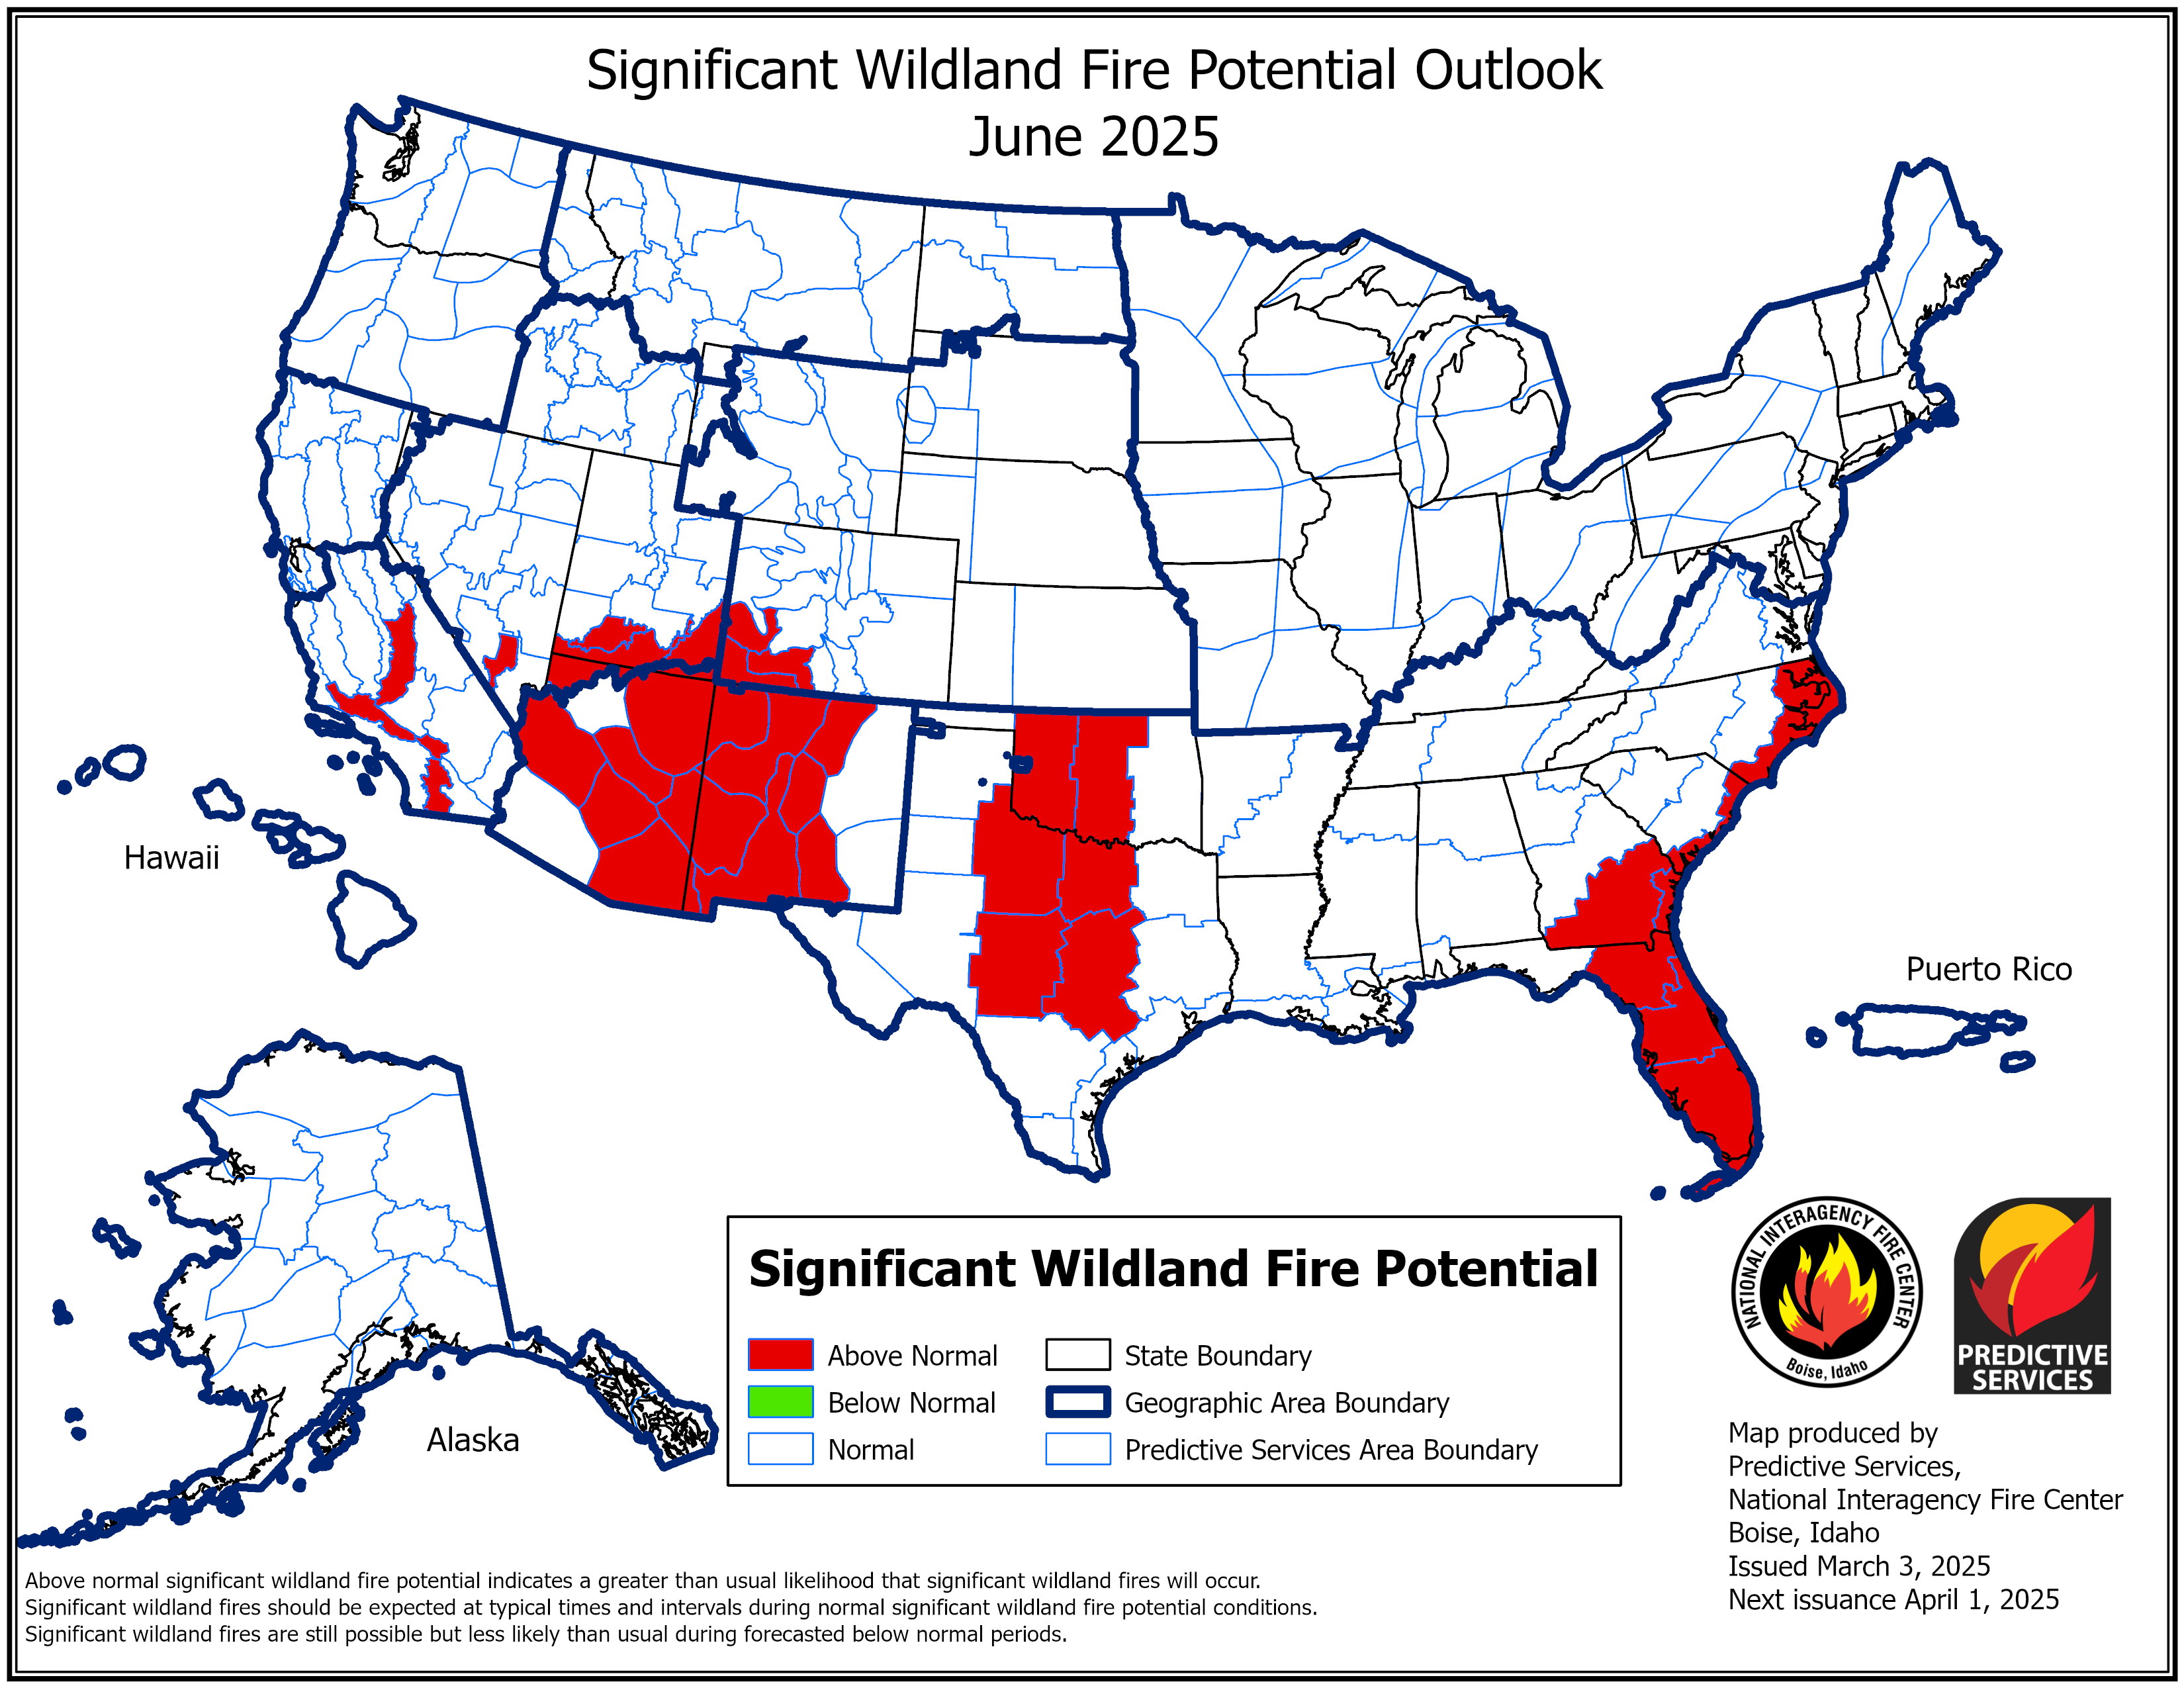 Significant Wildland Fire Potential Outlook
June 2025
Hawaii
Puerto Rico
Alaska
Significant Wildland Fire Potential
Above Normal
State Boundary
Below Normal
Geographic Area Boundary
Normal
Predictive Services Area Boundary
NATIONAL INTERAGENCY FIRE CENTER
Boise, Idaho
PREDICTIVE
SERVICES
Map produced by
Predictive Services,
National Interagency Fire Center
Boise, Idaho
Issued March 3, 2025
Next issuance April 1, 2025
Above normal significant wildland fire potential indicates a greater than usual likelihood that significant wildland fires will occur.
Significant wildland fires should be expected at typical times and intervals during normal significant wildland fire potential conditions.
Significant wildland fires are still possible but less likely than usual during forecasted below normal periods.